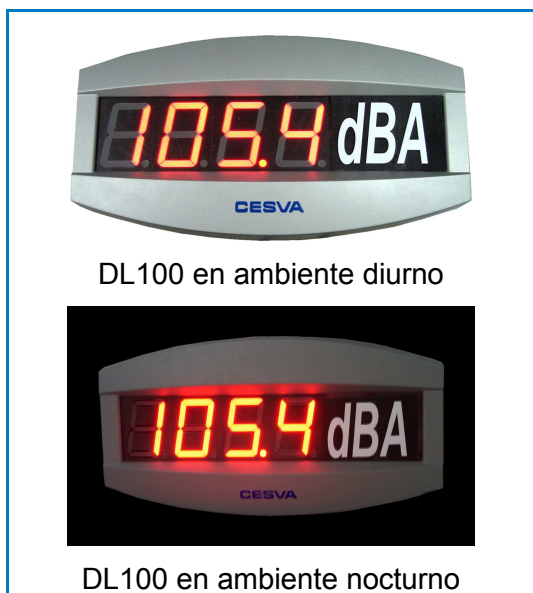 105.4 dBA
CESVA
DL100 en ambiente diurno
105.4 dBA
CESVA
DL100 en ambiente nocturno